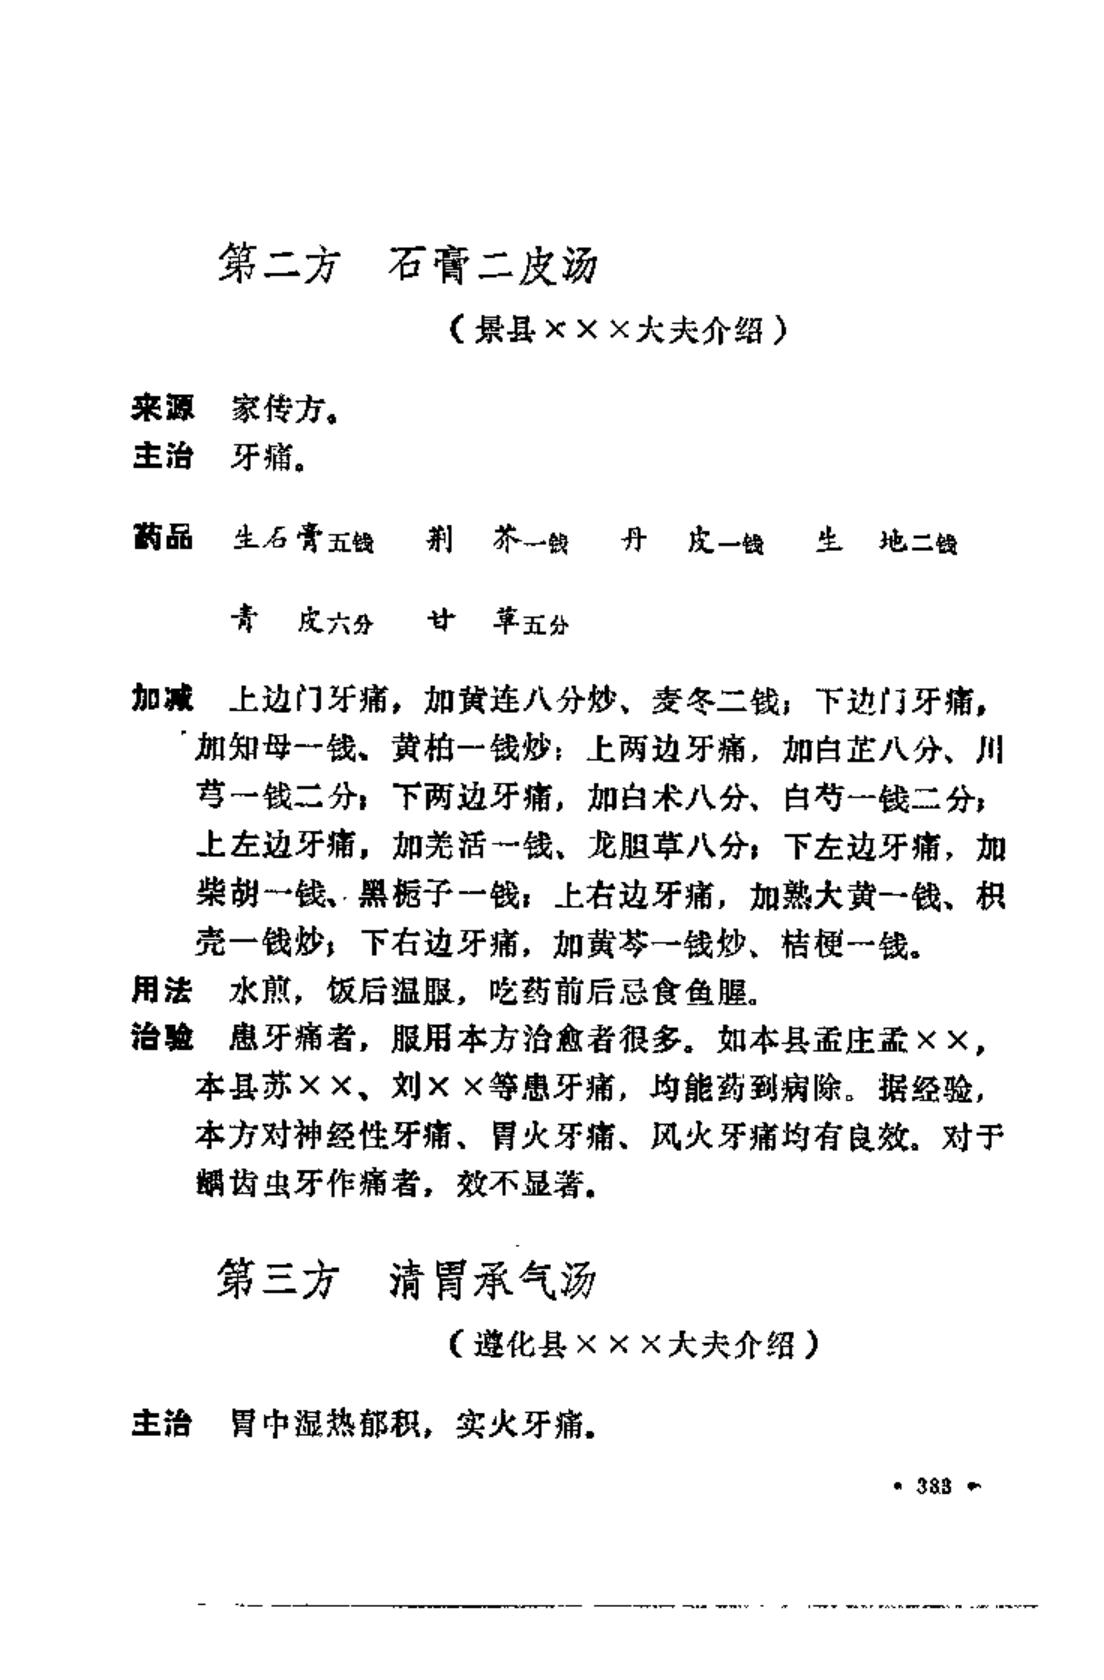 第二方　石膏二皮汤
（景县×××大夫介绍）
来源　家传方。
主治　牙痛。
药品　生石膏五钱　荆　芥一钱　丹　皮一钱　生　地二钱
青　皮六分　甘　草五分
加减　上边门牙痛，加黄连八分炒、麦冬二钱；下边门牙痛，
加知母一钱、黄柏一钱炒；上两边牙痛，加白芷八分、川
芎一钱二分；下两边牙痛，加白术八分、白芍一钱二分；
上左边牙痛，加羌活一钱、龙胆草八分；下左边牙痛，加
柴胡一钱、黑栀子一钱；上右边牙痛，加熟大黄一钱、枳
壳一钱炒；下右边牙痛，加黄芩一钱炒、桔梗一钱。
用法　水煎，饭后温服，吃药前后忌食鱼腥。
治验　患牙痛者，服用本方治愈者很多。如本县孟庄孟××，
本县苏××、刘××等患牙痛，均能药到病除。据经验，
本方对神经性牙痛、胃火牙痛、风火牙痛均有良效。对于
龋齿虫牙作痛者，效不显著。
第三方　清胃承气汤
（遵化县×××大夫介绍）
主治　胃中湿热郁积，实火牙痛。
• 383 •